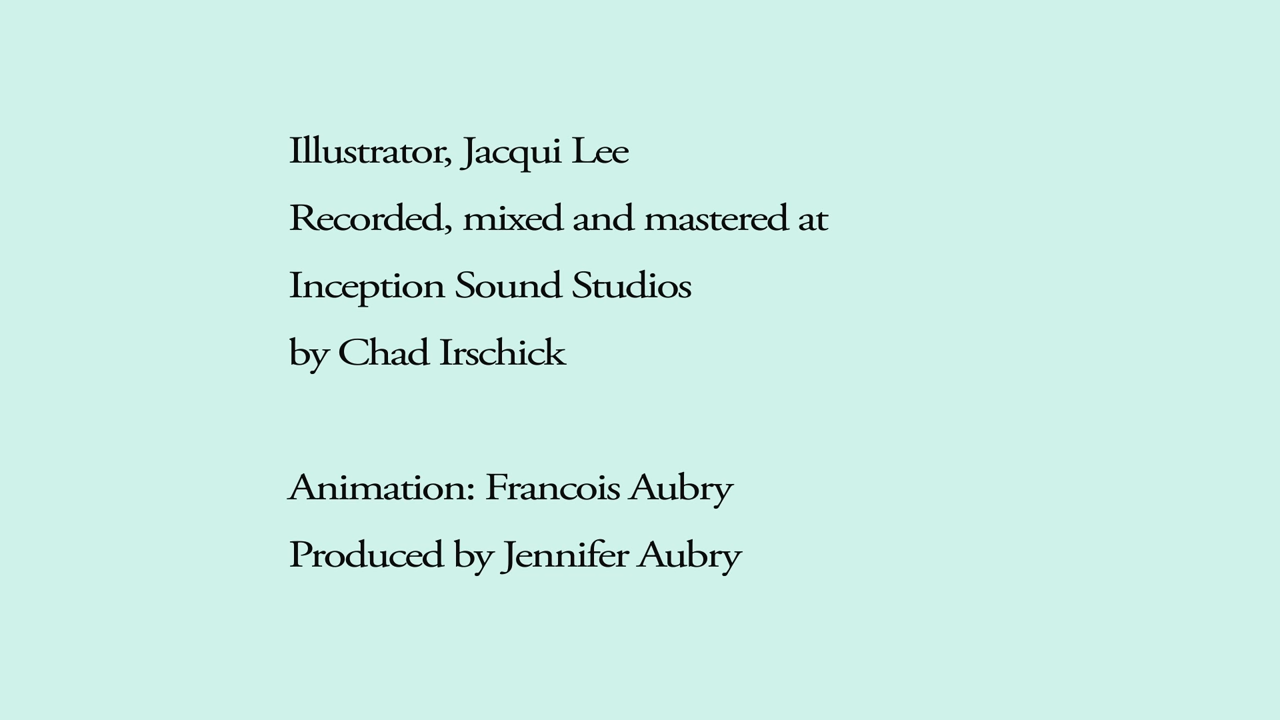 Illustrator, Jacqui Lee
Recorded, mixed and mastered at
Inception Sound Studios
by Chad Irschick
Animation: Francois Aubry
Produced by Jennifer Aubry